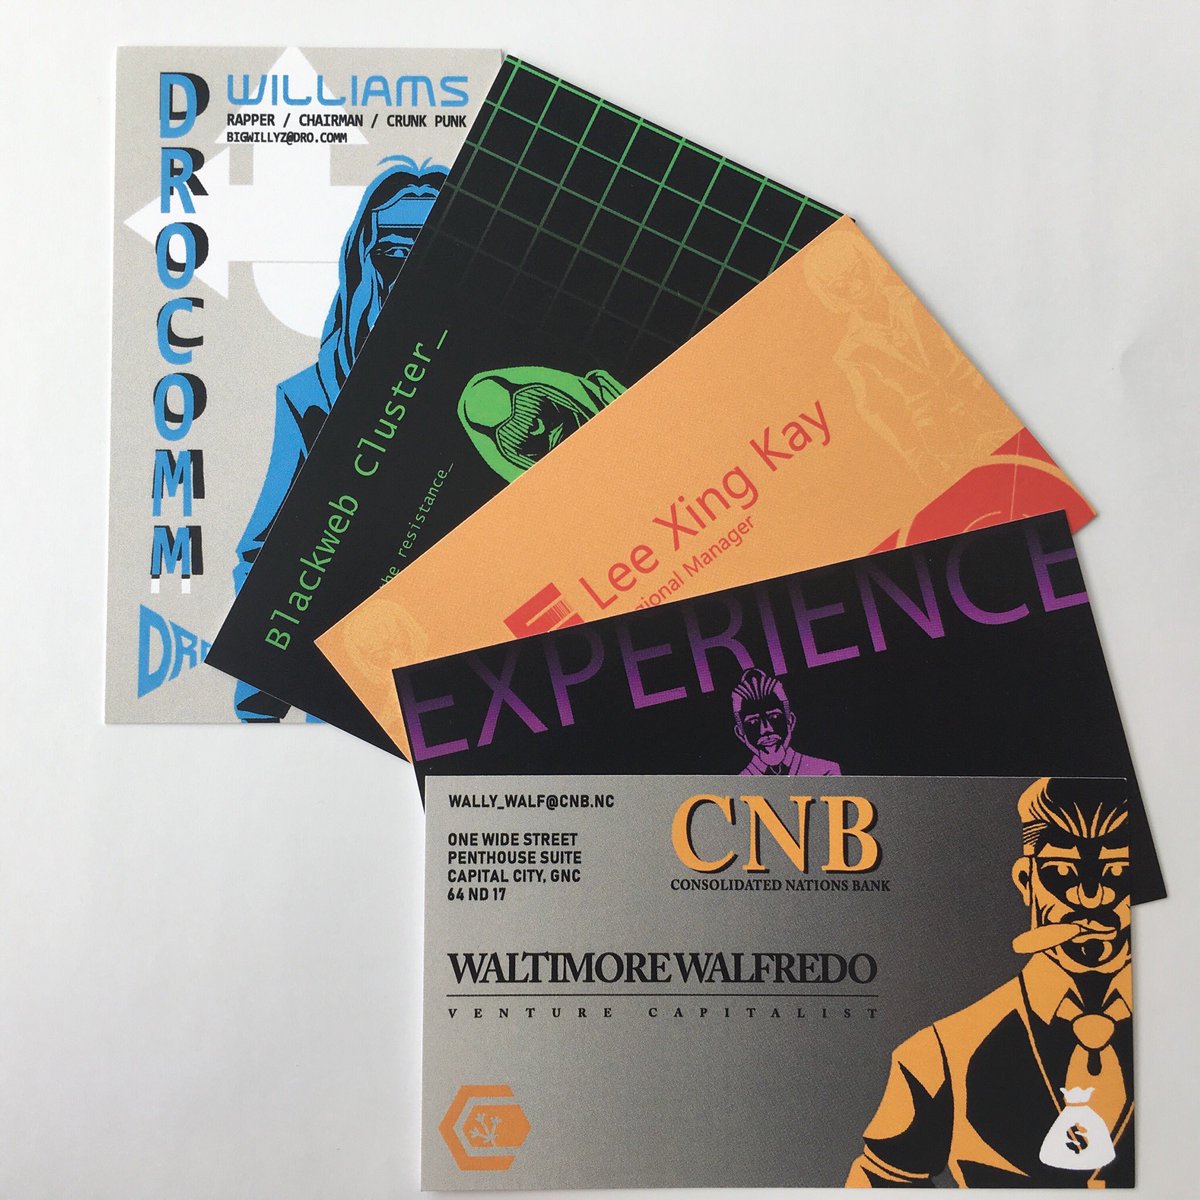 DROCOMM
WILLIAMS
RAPPER / CHAIRMAN / CRUNK PUNK
BIGWILLYZ@DRO.COMM
Blackweb Cluster_
resistance_
Lee Xing Kay
Manager
EXPERIENCE
WALLY_WALF@CNB.NC
ONE WIDE STREET
PENTHOUSE SUITE
CAPITAL CITY, GNC
64 ND 17
CNB
CONSOLIDATED NATIONS BANK
WALTIMORE WALFREDO
VENTURE CAPITALIST
$